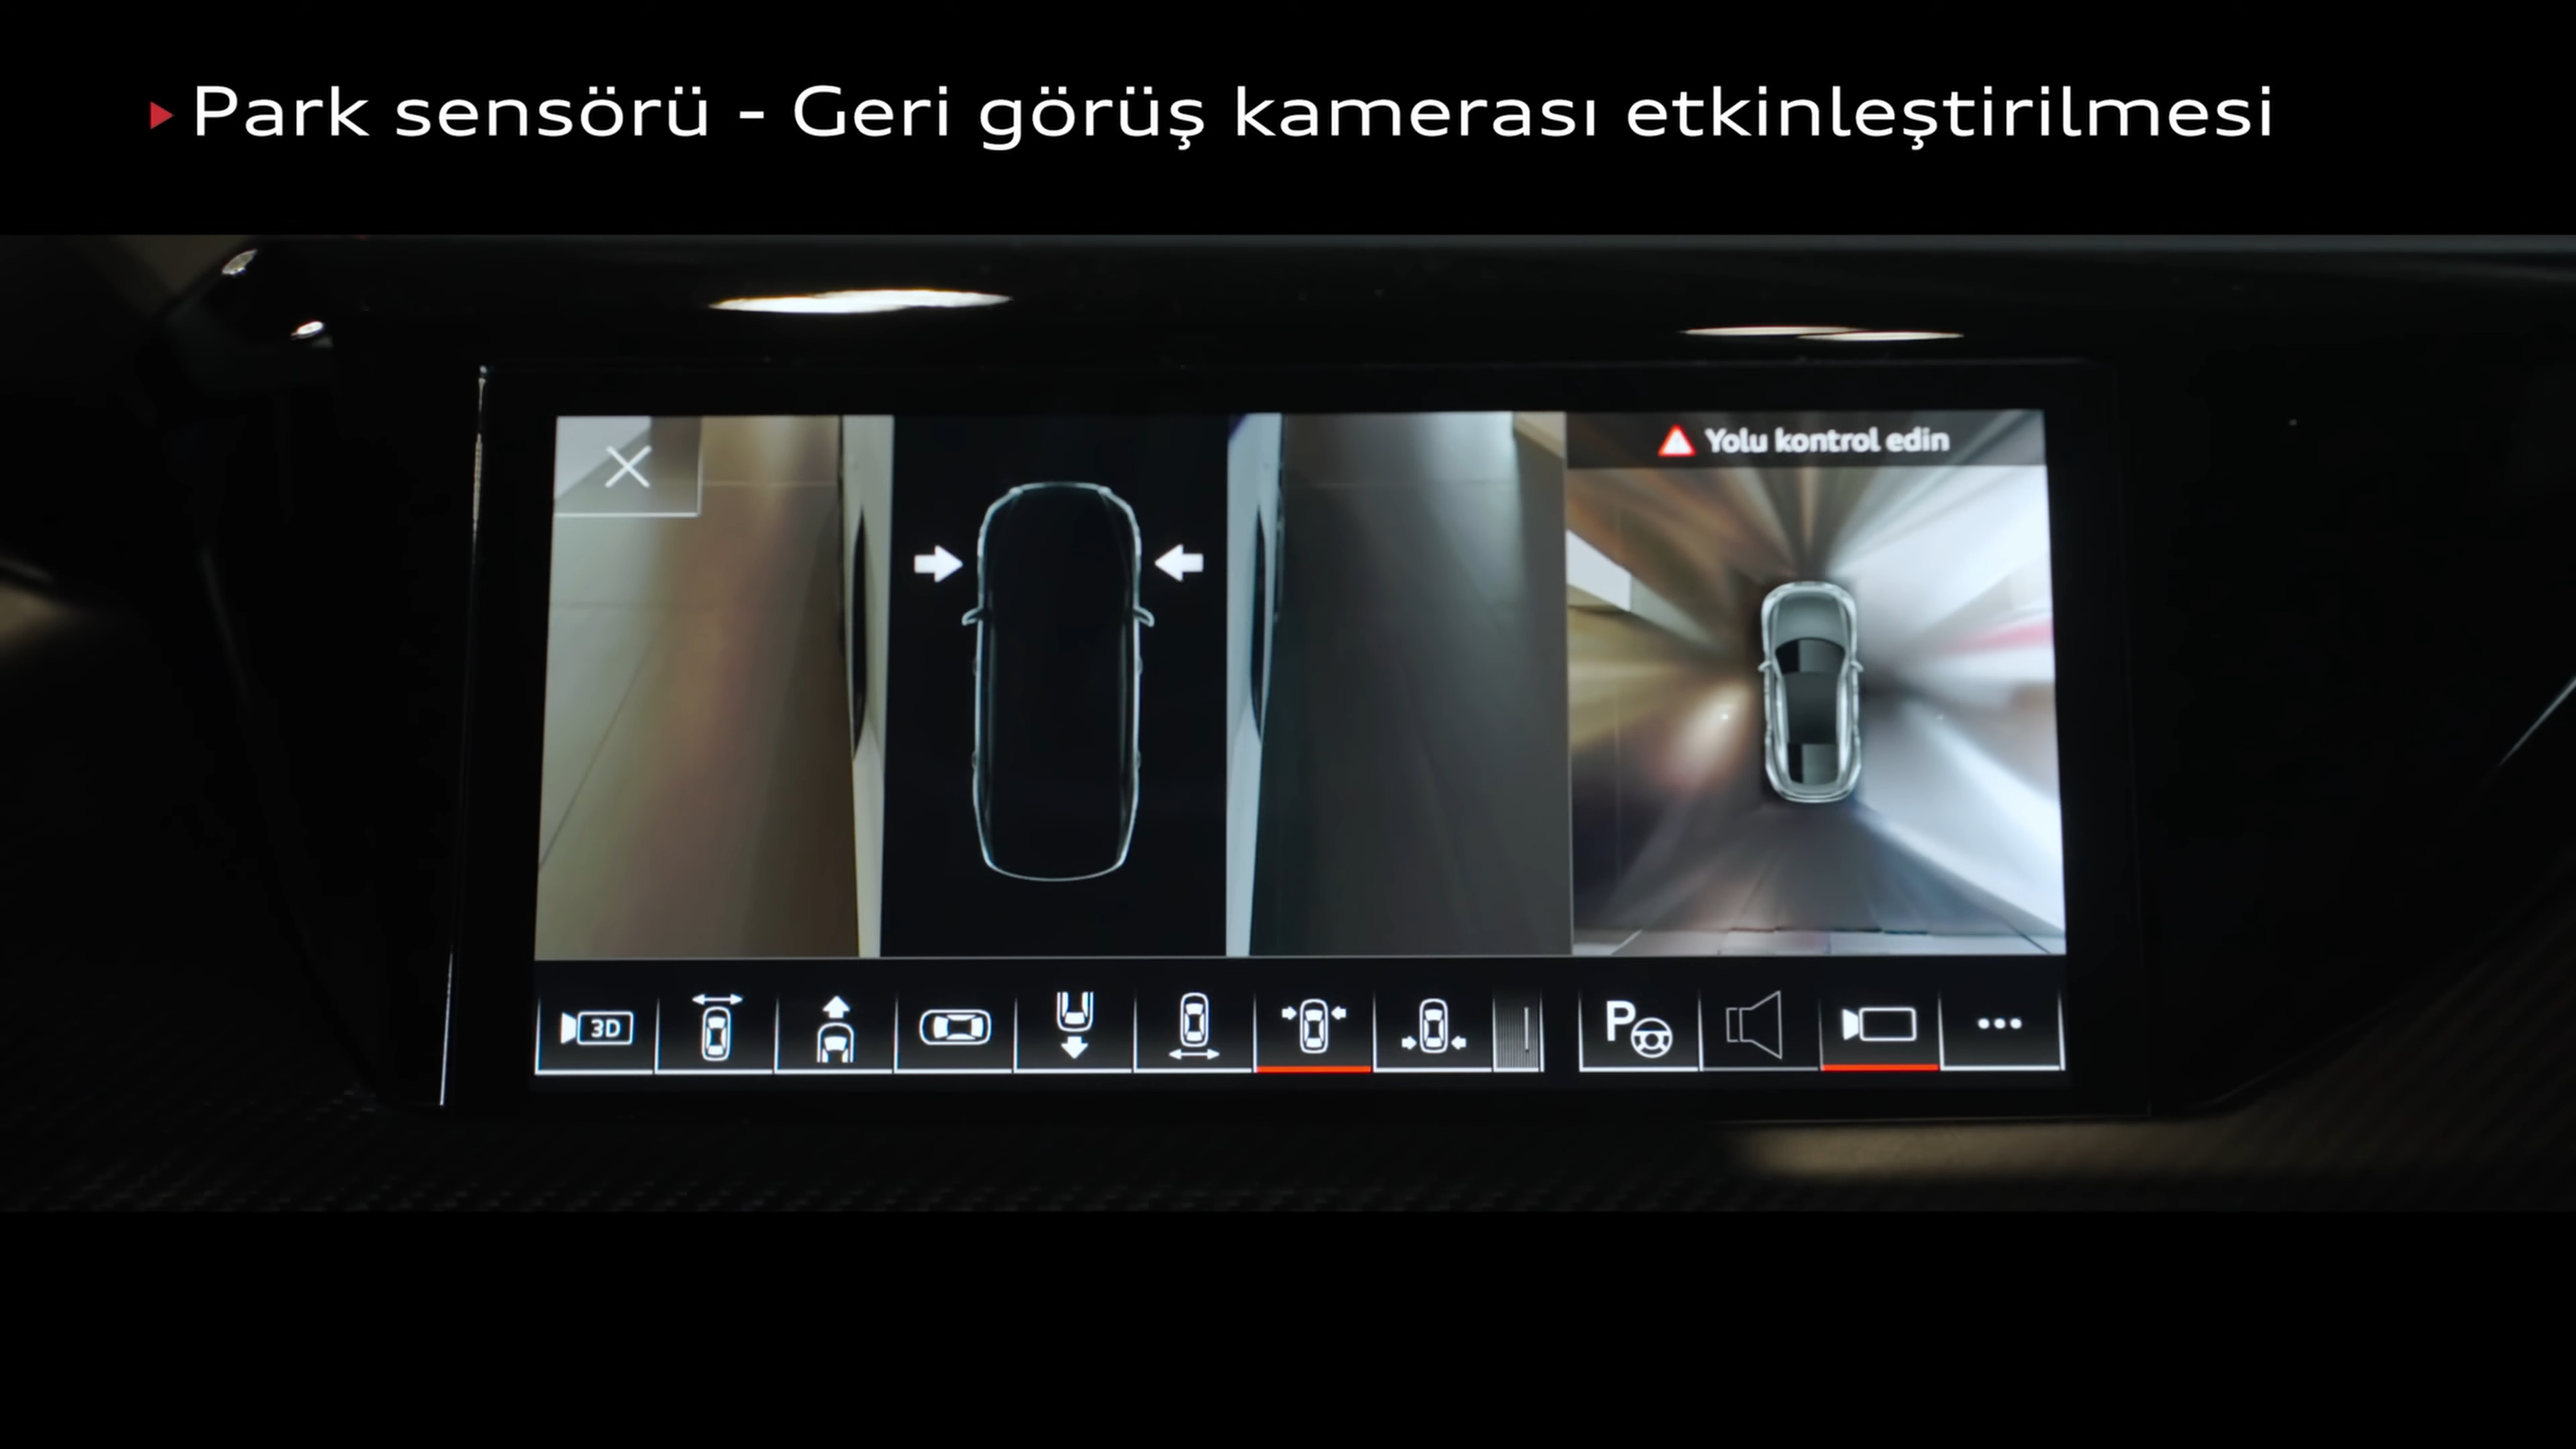 Park sensörü - Geri görüş kamerası etkinleştirilmesi
Yolu kontrol edin
3D
P